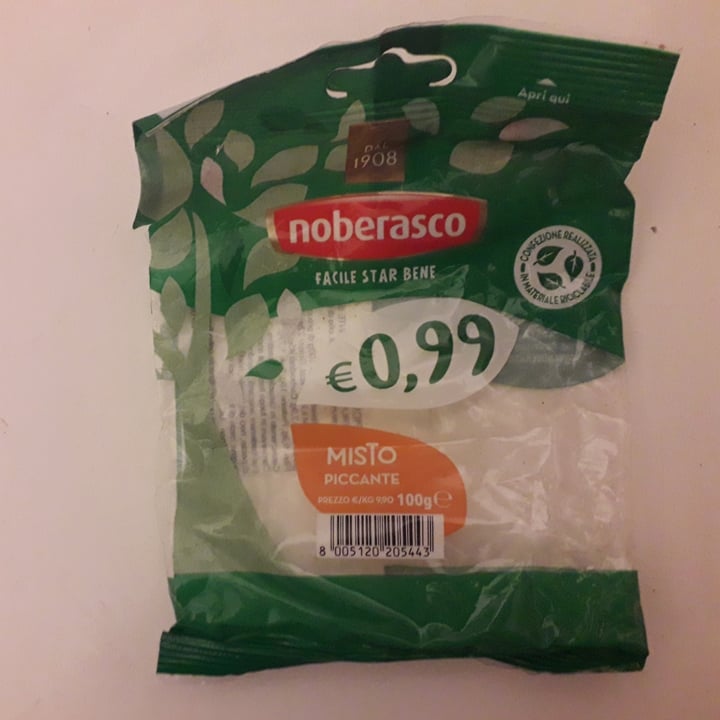 Apri qui
DAL
1908
noberasco
FACILE STAR BENE
CONFEZIONE REALIZZATA
IN MATERIALE RICICLABILE
€0,99
MISTO
PICCANTE
PREZZO €/KG 9,90 100g e
8 005120 205443